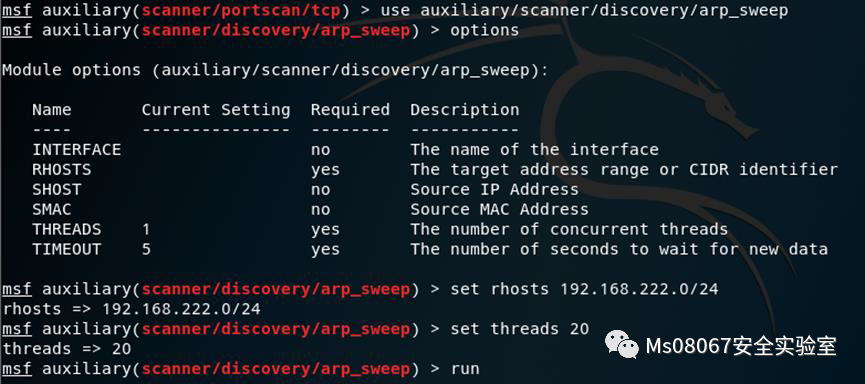 msf auxiliary(scanner/portscan/tcp) > use auxiliary/scanner/discovery/arp_sweep
msf auxiliary(scanner/discovery/arp_sweep) > options
Module options (auxiliary/scanner/discovery/arp_sweep):
Name       Current Setting  Required  Description
----       ---------------  --------  -----------
INTERFACE                   no        The name of the interface
RHOSTS                      yes       The target address range or CIDR identifier
SHOST                       no        Source IP Address
SMAC                        no        Source MAC Address
THREADS    1                yes       The number of concurrent threads
TIMEOUT    5                yes       The number of seconds to wait for new data
msf auxiliary(scanner/discovery/arp_sweep) > set rhosts 192.168.222.0/24
rhosts => 192.168.222.0/24
msf auxiliary(scanner/discovery/arp_sweep) > set threads 20
threads => 20
msf auxiliary(scanner/discovery/arp_sweep) > run
Ms08067安全实验室